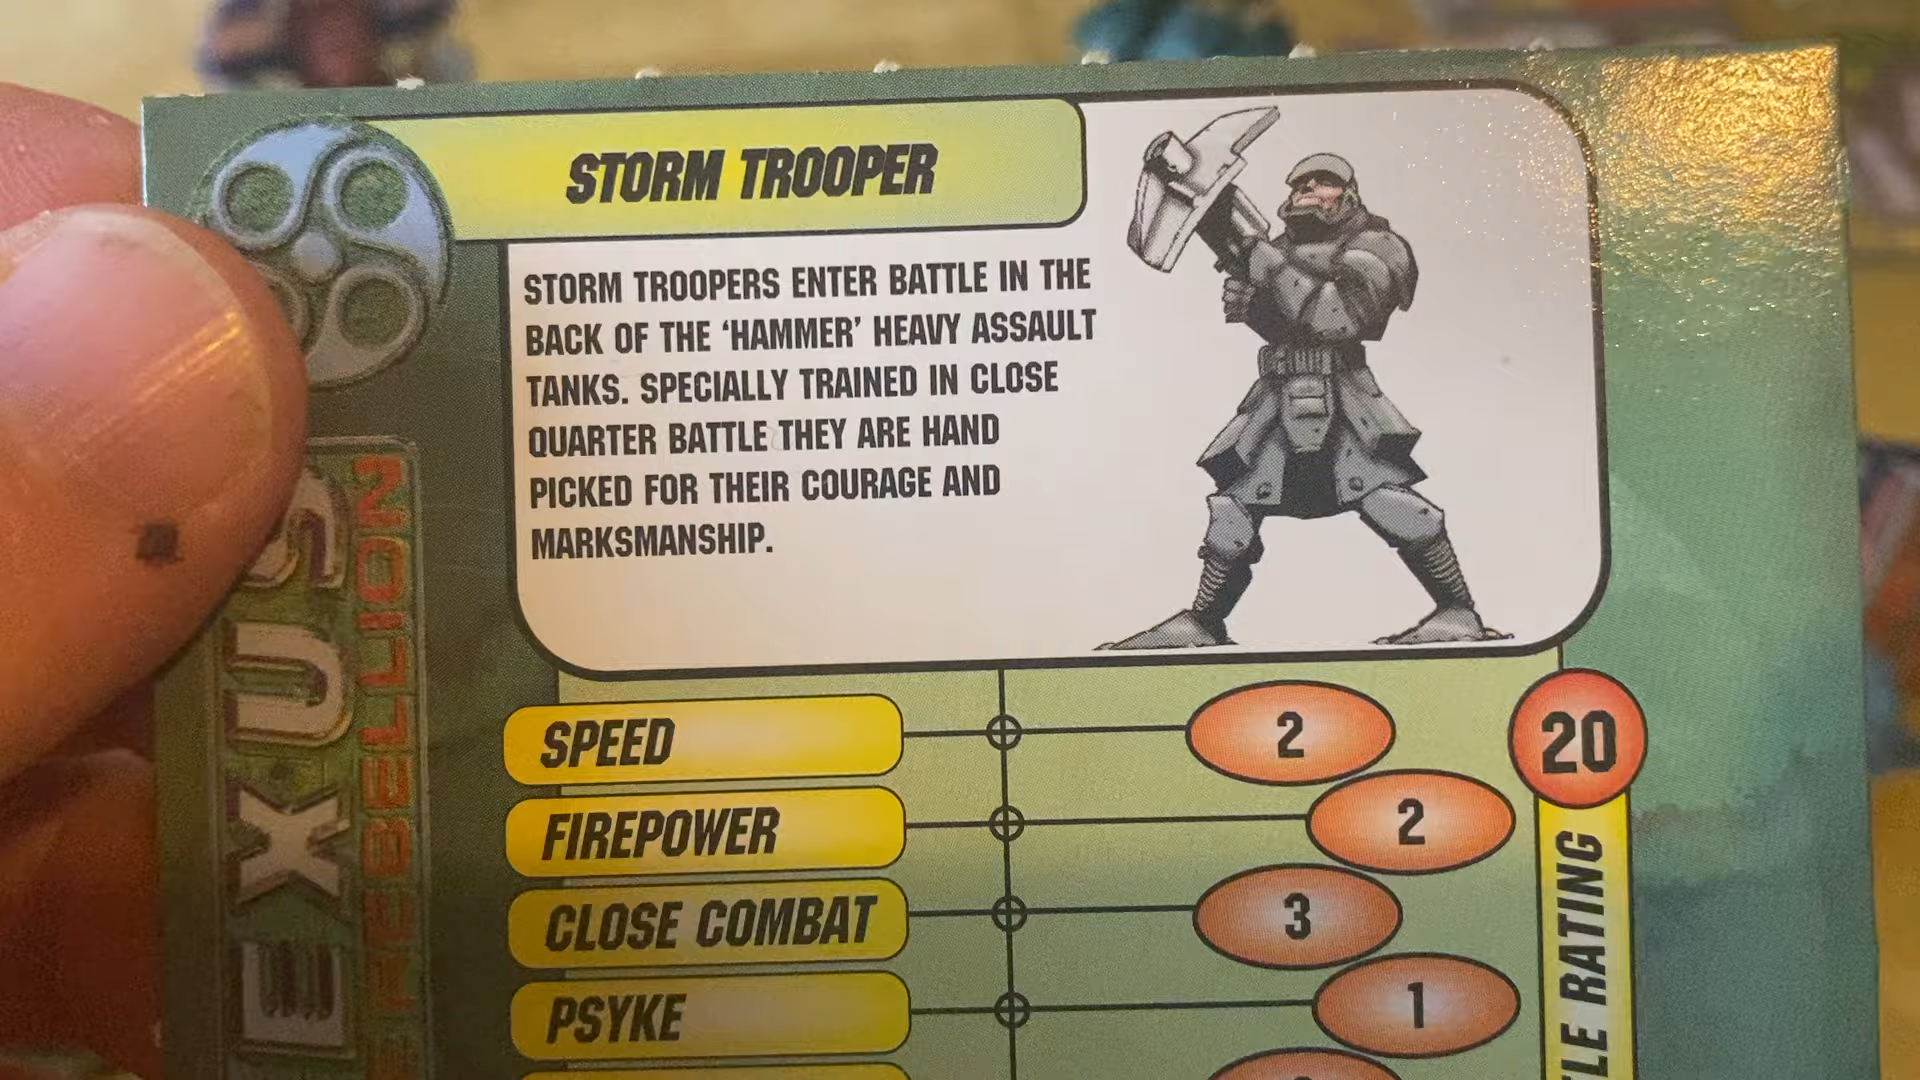 STORM TROOPER
STORM TROOPERS ENTER BATTLE IN THE
BACK OF THE ‘HAMMER’ HEAVY ASSAULT
TANKS. SPECIALLY TRAINED IN CLOSE
QUARTER BATTLE THEY ARE HAND
PICKED FOR THEIR COURAGE AND
MARKSMANSHIP.
SPEED 2
FIREPOWER 2
CLOSE COMBAT 3
PSYKE 1
20
RATING
EXUS
REBELLION